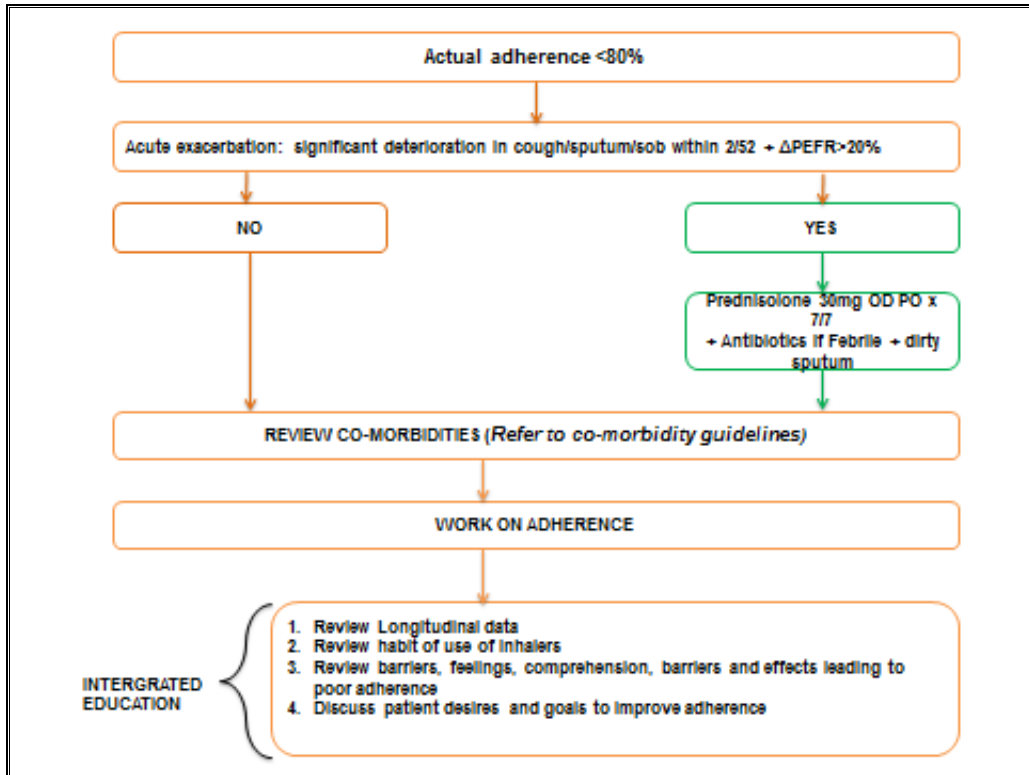 Actual adherence <80%
Acute exacerbation: significant deterioration in cough/sputum/sob within 2/52 + ΔPEFR>20%
NO
YES
Prednisolone 30mg OD PO x
7/7
+ Antibiotics if Febrile + dirty
sputum
REVIEW CO-MORBIDITIES (Refer to co-morbidity guidelines)
WORK ON ADHERENCE
INTERGRATED
EDUCATION
1. Review Longitudinal data
2. Review habit of use of inhalers
3. Review barriers, feelings, comprehension, barriers and effects leading to
poor adherence
4. Discuss patient desires and goals to improve adherence